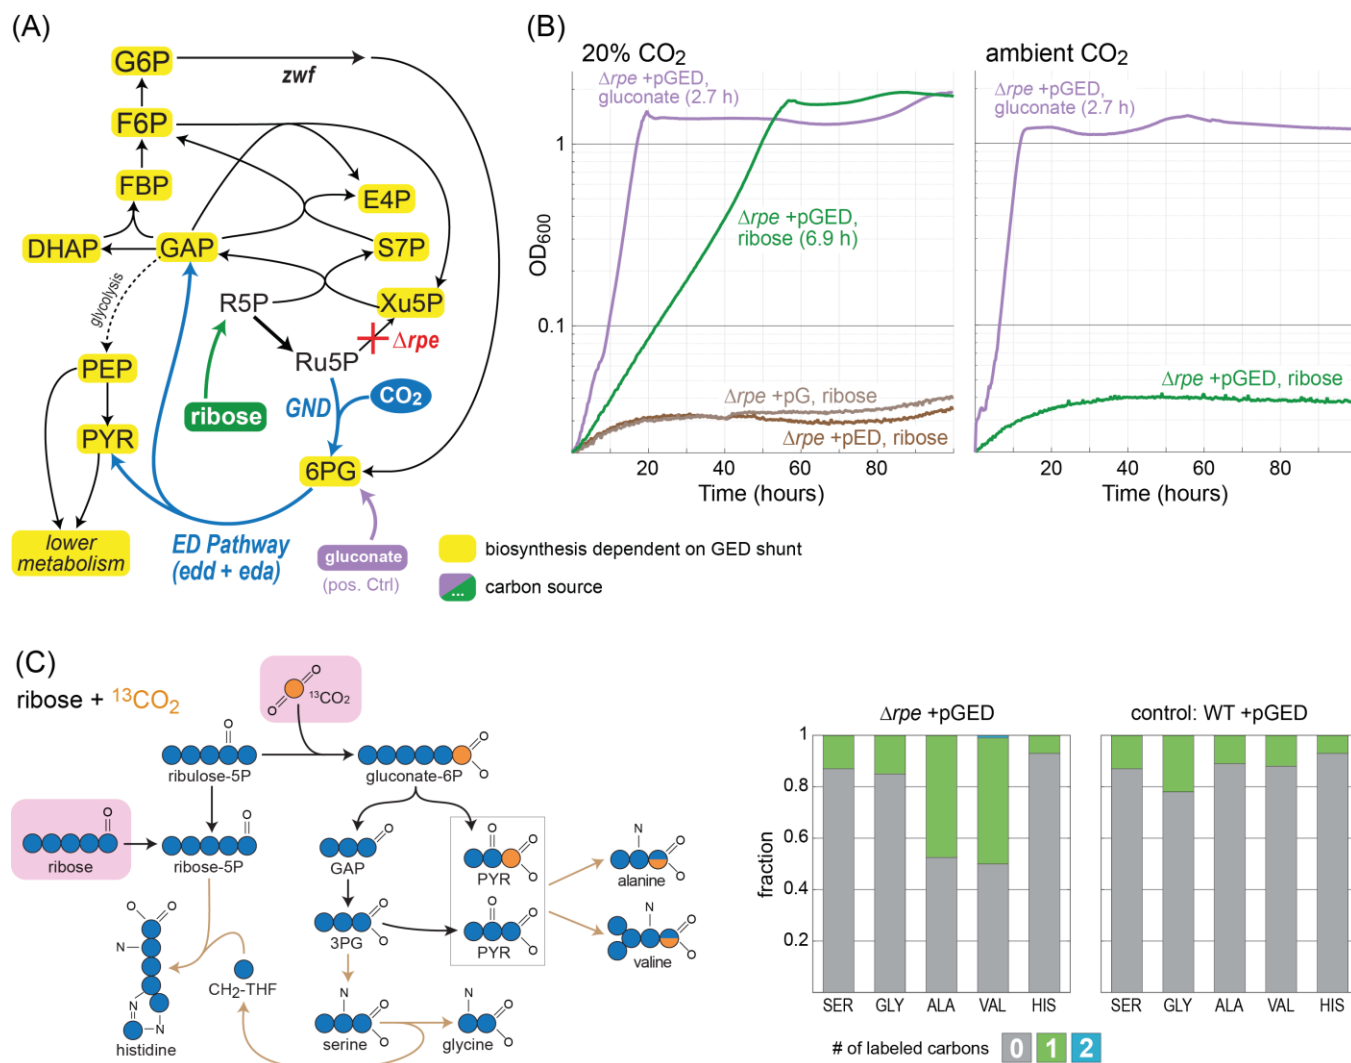 (A)
G6P
zwf
F6P
FBP
E4P
DHAP
GAP
S7P
glycolysis
R5P
Xu5P
Δrpe
Ru5P
PEP
GND
CO2
ribose
PYR
6PG
lower
metabolism
ED Pathway
(edd + eda)
gluconate
(pos. Ctrl)
biosynthesis dependent on GED shunt
...
carbon source
(B)
20% CO2
ambient CO2
Δrpe +pGED,
gluconate (2.7 h)
Δrpe +pGED,
ribose (6.9 h)
Δrpe +pG, ribose
Δrpe +pED, ribose
OD600
1
0.1
20
40
60
80
Time (hours)
Δrpe +pGED,
gluconate (2.7 h)
Δrpe +pGED, ribose
1
0.1
20
40
60
80
Time (hours)
(C)
ribose + 13CO2
O
O
13CO2
O
ribulose-5P
O
O
gluconate-6P
O
ribose
O
ribose-5P
O
GAP
O
O
O
PYR
N
O
O
alanine
O
O
N
N
N
histidine
CH2-THF
O
O
3PG
O
O
O
PYR
N
O
O
valine
N
O
O
serine
N
O
O
glycine
Δrpe +pGED
control: WT +pGED
fraction
1
0.8
0.6
0.4
0.2
SER GLY ALA VAL HIS
SER GLY ALA VAL HIS
# of labeled carbons 0 1 2